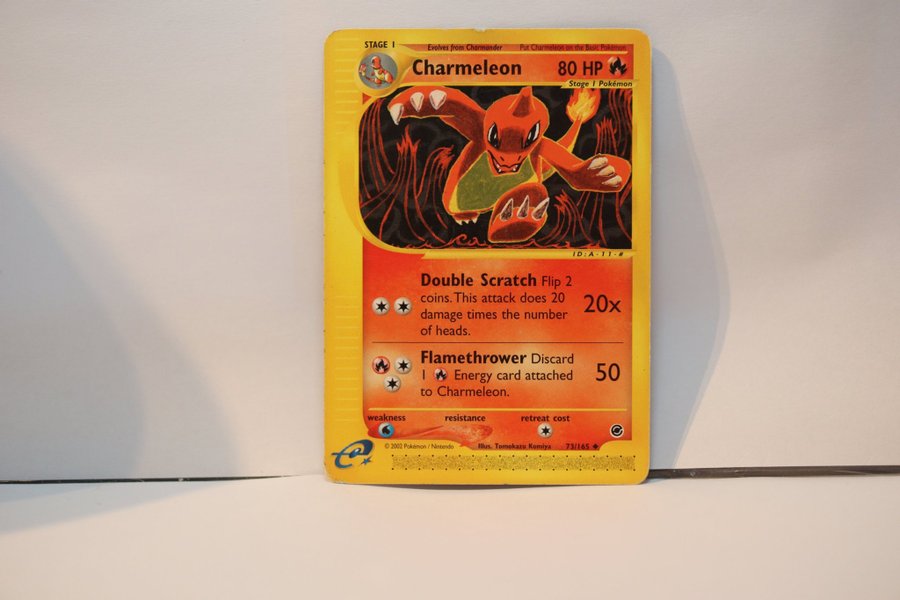 STAGE 1 Evolves from Charmander Put Charmeleon on the Basic Pokémon
Charmeleon 80 HP
Stage 1 Pokémon
ID: A - 11 - #
Double Scratch Flip 2
coins. This attack does 20
damage times the number
of heads.
20x
Flamethrower Discard
1 Energy card attached
to Charmeleon.
50
weakness resistance retreat cost
© 2002 Pokémon / Nintendo Illus. Tomokazu Komiya 73/165
e